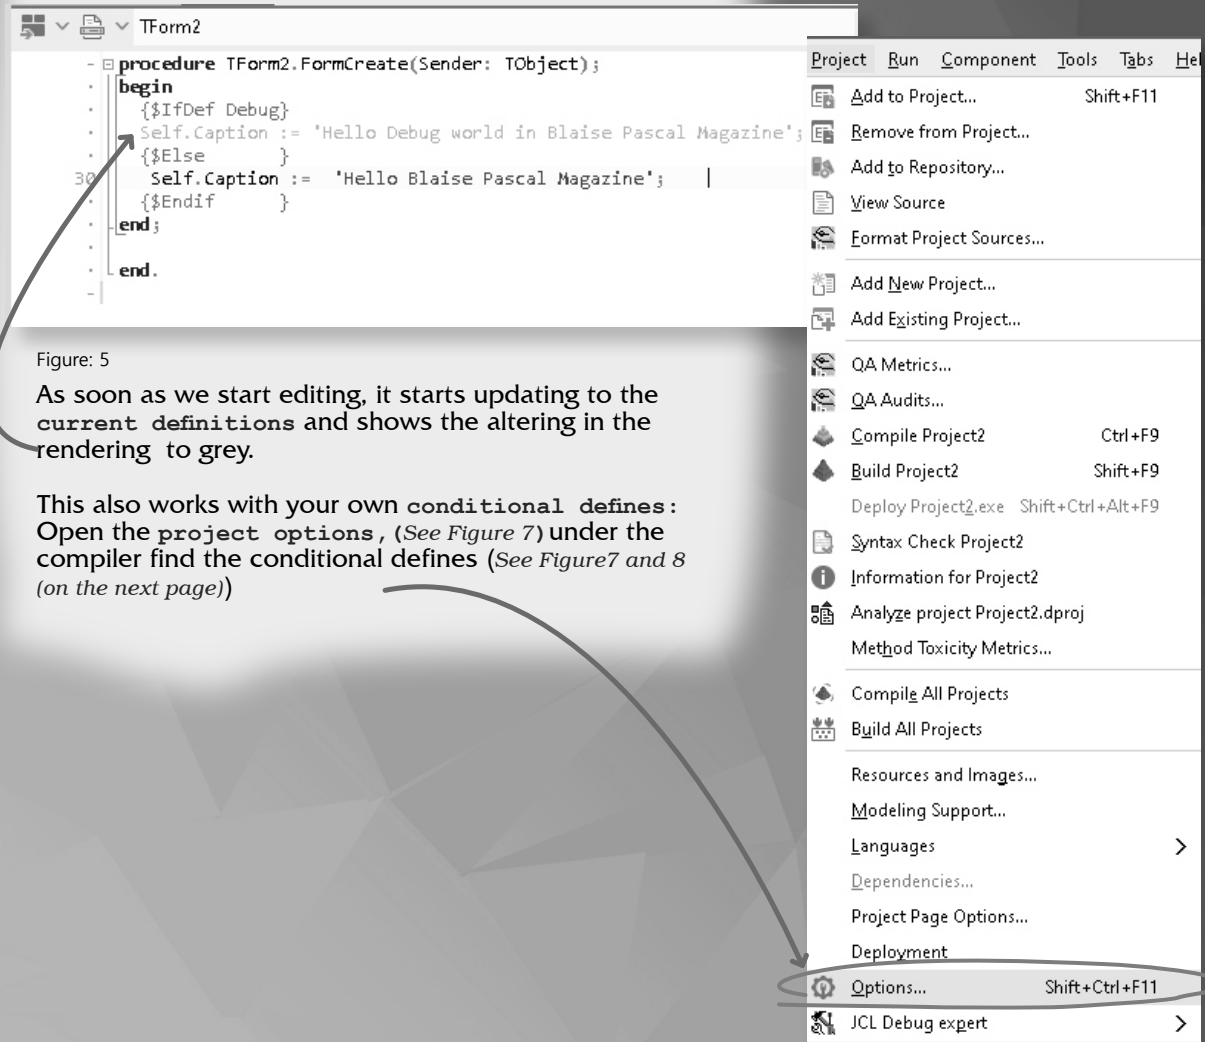 TForm2
procedure TForm2.FormCreate(Sender: TObject);
begin
{$IfDef Debug}
Self.Caption := 'Hello Debug world in Blaise Pascal Magazine';
{$Else }
30 Self.Caption := 'Hello Blaise Pascal Magazine';
{$Endif }
end;
end.
Figure: 5
As soon as we start editing, it starts updating to the
current definitions and shows the altering in the
rendering to grey.
This also works with your own conditional defines:
Open the project options, (See Figure 7) under the
compiler find the conditional defines (See Figure7 and 8
(on the next page))
Project Run Component Tools Tabs Hel
Add to Project... Shift+F11
Remove from Project...
Add to Repository...
View Source
Format Project Sources...
Add New Project...
Add Existing Project...
QA Metrics...
QA Audits...
Compile Project2 Ctrl+F9
Build Project2 Shift+F9
Deploy Project2.exe Shift+Ctrl+Alt+F9
Syntax Check Project2
Information for Project2
Analyze project Project2.dproj
Method Toxicity Metrics...
Compile All Projects
Build All Projects
Resources and Images...
Modeling Support...
Languages
Dependencies...
Project Page Options...
Deployment
Options... Shift+Ctrl+F11
JCL Debug expert